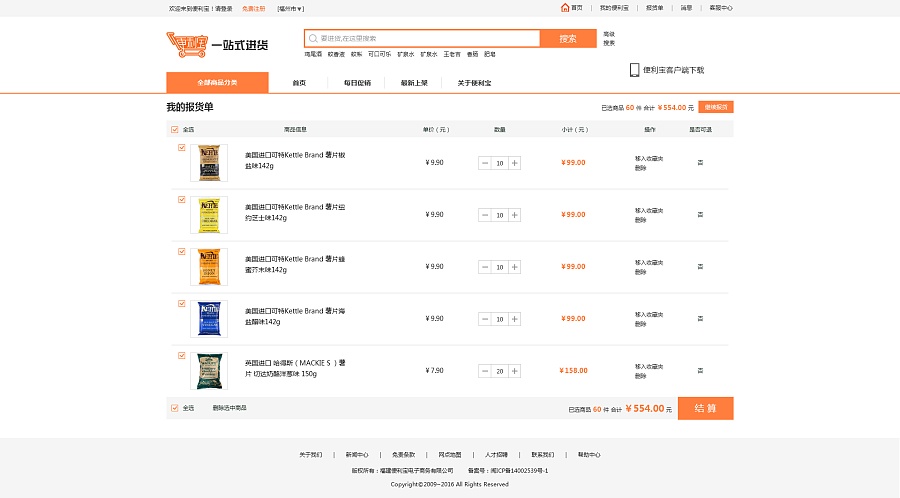 欢迎来到便利宝！请登录 免费注册 [福州市▼] 首页 | 我的便利宝 | 报货单 | 消息 | 客服中心
便利宝 一站式进货
要进货,在这里搜索 搜索 高级搜索
鸡尾酒 蚊香液 蚊帐 可口可乐 矿泉水 矿泉水 王老吉 香肠 肥皂
便利宝客户端下载
全部商品分类 首页 每日促销 最新上架 关于便利宝
我的报货单 已选商品 60 件 合计 ￥554.00 元 继续报货
全选 商品信息 单价（元） 数量 小计（元） 操作 是否可退
美国进口可特Kettle Brand 薯片椒
盐味142g
￥9.90 － 10 ＋ ￥99.00 移入收藏夹
删除
否
美国进口可特Kettle Brand 薯片纽
约芝士味142g
￥9.90 － 10 ＋ ￥99.00 移入收藏夹
删除
否
美国进口可特Kettle Brand 薯片蜂
蜜芥末味142g
￥9.90 － 10 ＋ ￥99.00 移入收藏夹
删除
否
美国进口可特Kettle Brand 薯片海
盐醋味142g
￥9.90 － 10 ＋ ￥99.00 移入收藏夹
删除
否
英国进口 哈得斯（MACKIE S ）薯
片 切达奶酪洋葱味 150g
￥7.90 － 20 ＋ ￥158.00 移入收藏夹
删除
否
全选 删除选中商品 已选商品 60 件 合计 ￥554.00 元 结 算
关于我们 | 新闻中心 | 免责条款 | 网点地图 | 人才招聘 | 联系我们 | 帮助中心
版权所有：福建便利宝电子商务有限公司 备案号：闽ICP备14002539号-1
Copyright©2009~2016 All Rights Reserved